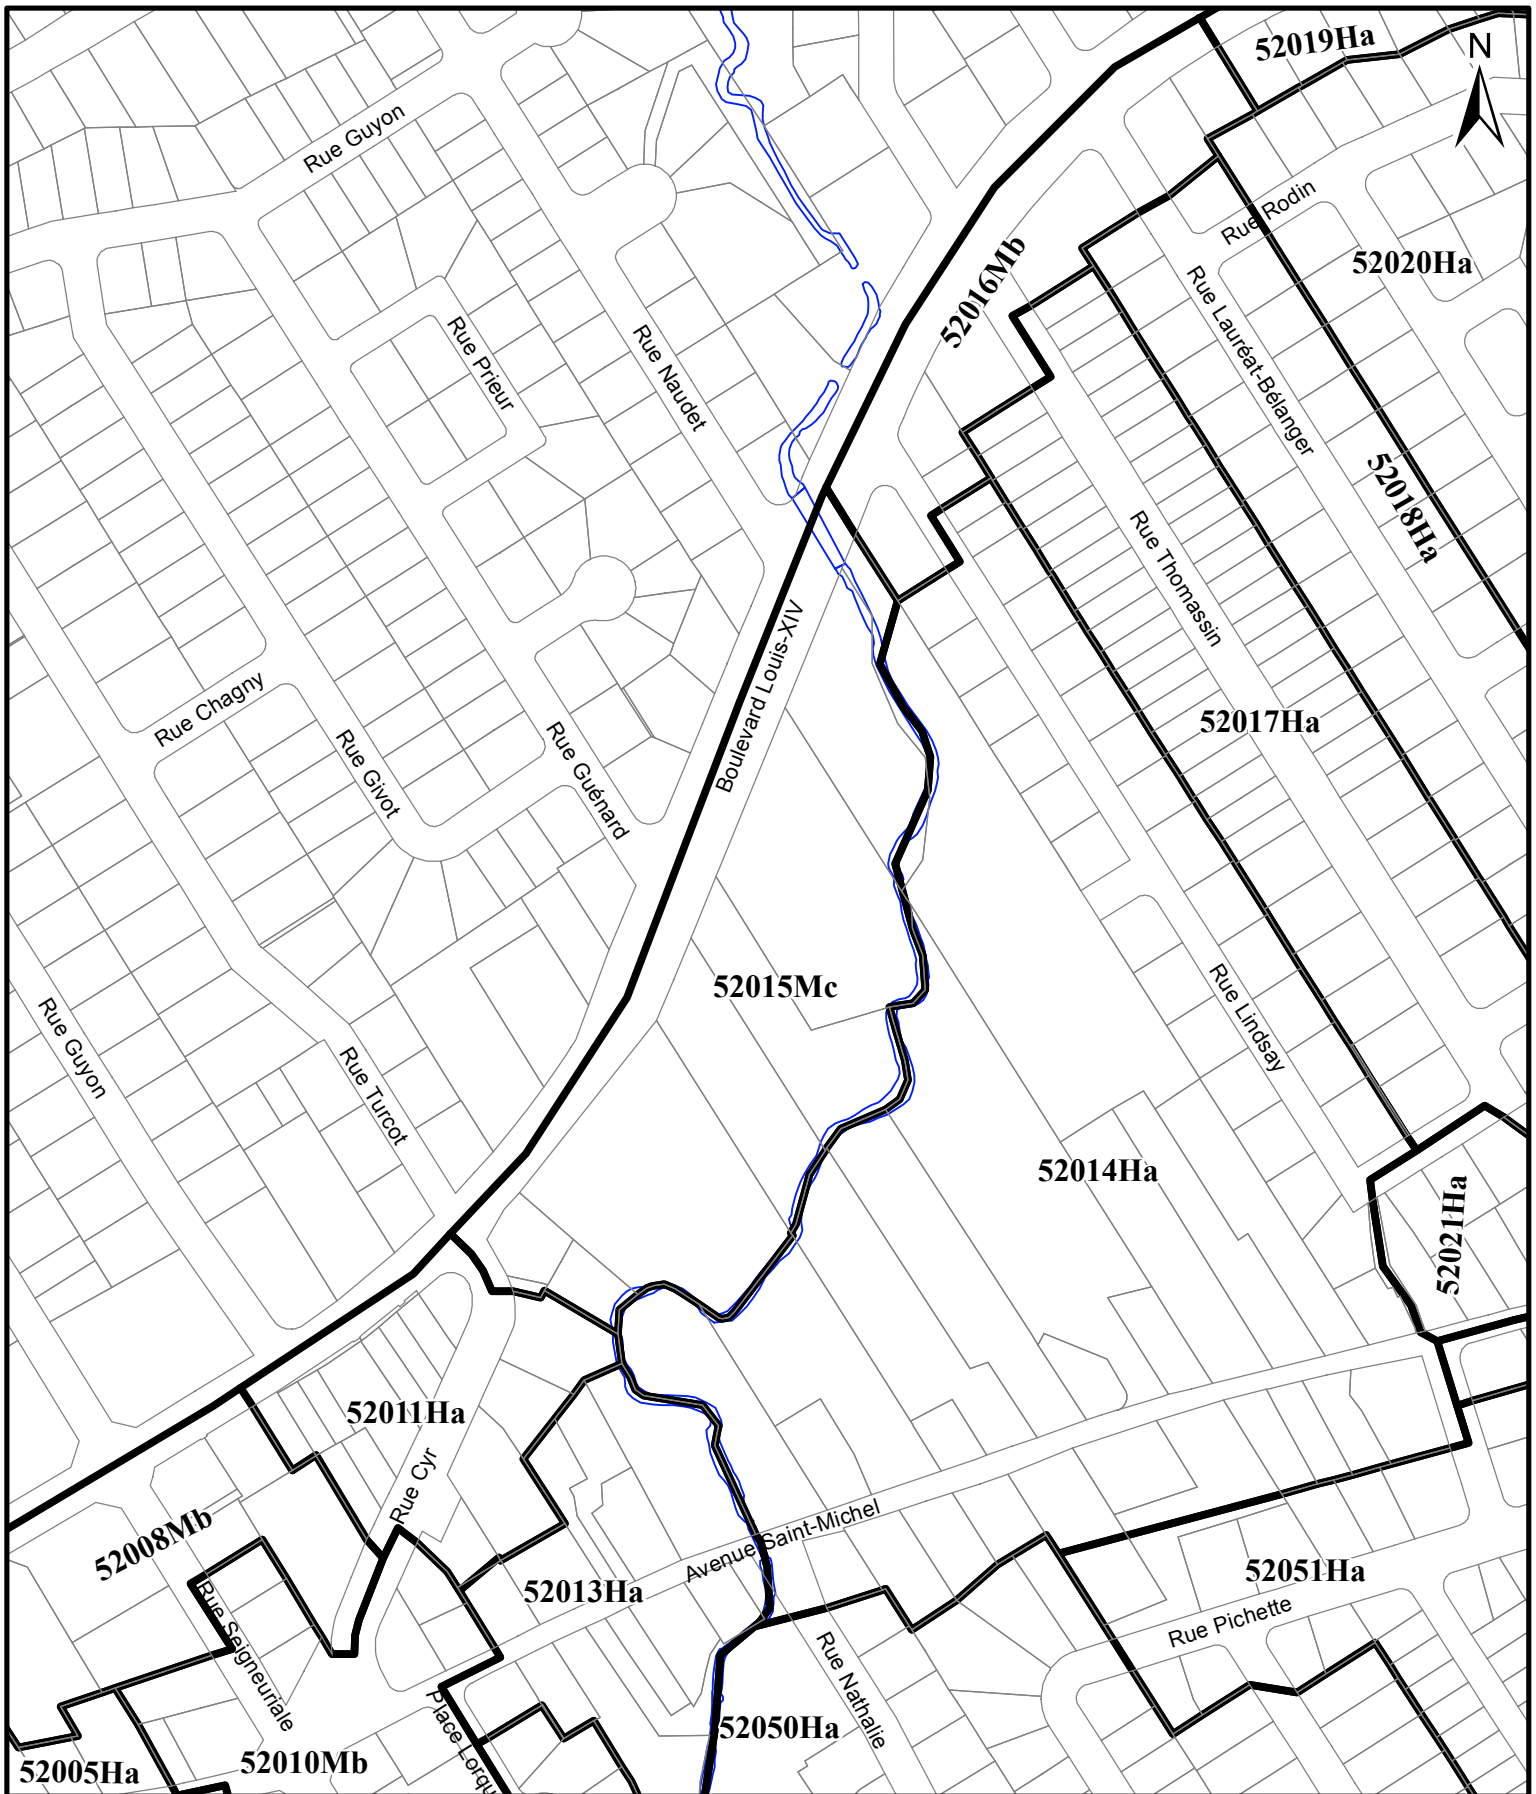 52019Ha
N
Rue Guyon
Rue Rodin
52016Mb
52020Ha
Rue Prieur
Rue Naudet
Rue Lauréat-Bélanger
52018Ha
Rue Thomassin
Boulevard Louis-XIV
Rue Chagny
Rue Givot
Rue Guénard
52017Ha
52015Mc
Rue Guyon
Rue Turcot
Rue Lindsay
52014Ha
52021Ha
52011Ha
Rue Cyr
52008Mb
Avenue Saint-Michel
52013Ha
52051Ha
Rue Pichette
Rue Seigneuriale
Rue Nathalie
Place Lorqu
52050Ha
52010Mb
52005Ha